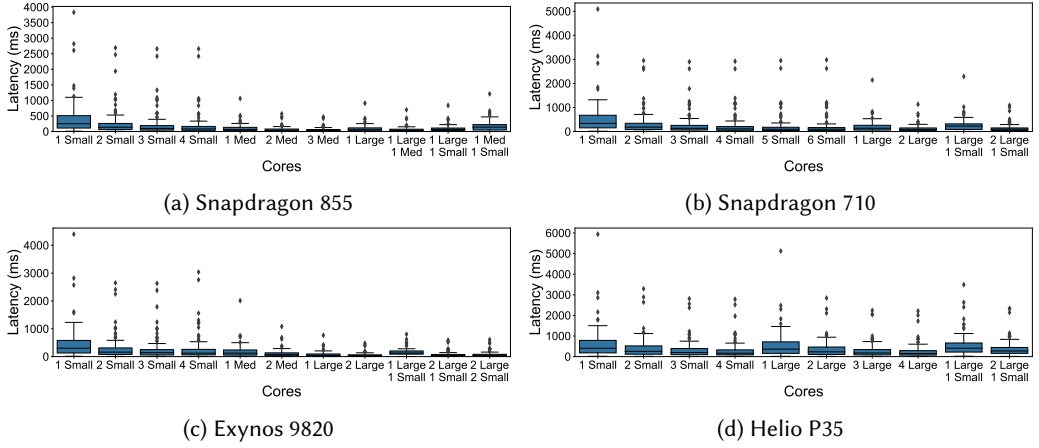 4000
3500
3000
2500
2000
1500
1000
500
0
Latency (ms)
1 Small 2 Small 3 Small 4 Small 1 Med 2 Med 3 Med 1 Large 1 Large 1 Large 1 Med
1 Med 1 Small 1 Small
Cores
(a) Snapdragon 855
5000
4000
3000
2000
1000
0
Latency (ms)
1 Small 2 Small 3 Small 4 Small 5 Small 6 Small 1 Large 2 Large 1 Large 2 Large
1 Small 1 Small
Cores
(b) Snapdragon 710
4000
3000
2000
1000
0
Latency (ms)
1 Small 2 Small 3 Small 4 Small 1 Med 2 Med 1 Large 2 Large 1 Large 2 Large 2 Large
1 Small 1 Small 2 Small
Cores
(c) Exynos 9820
6000
5000
4000
3000
2000
1000
0
Latency (ms)
1 Small 2 Small 3 Small 4 Small 1 Large 2 Large 3 Large 4 Large 1 Large 2 Large
1 Small 1 Small
Cores
(d) Helio P35